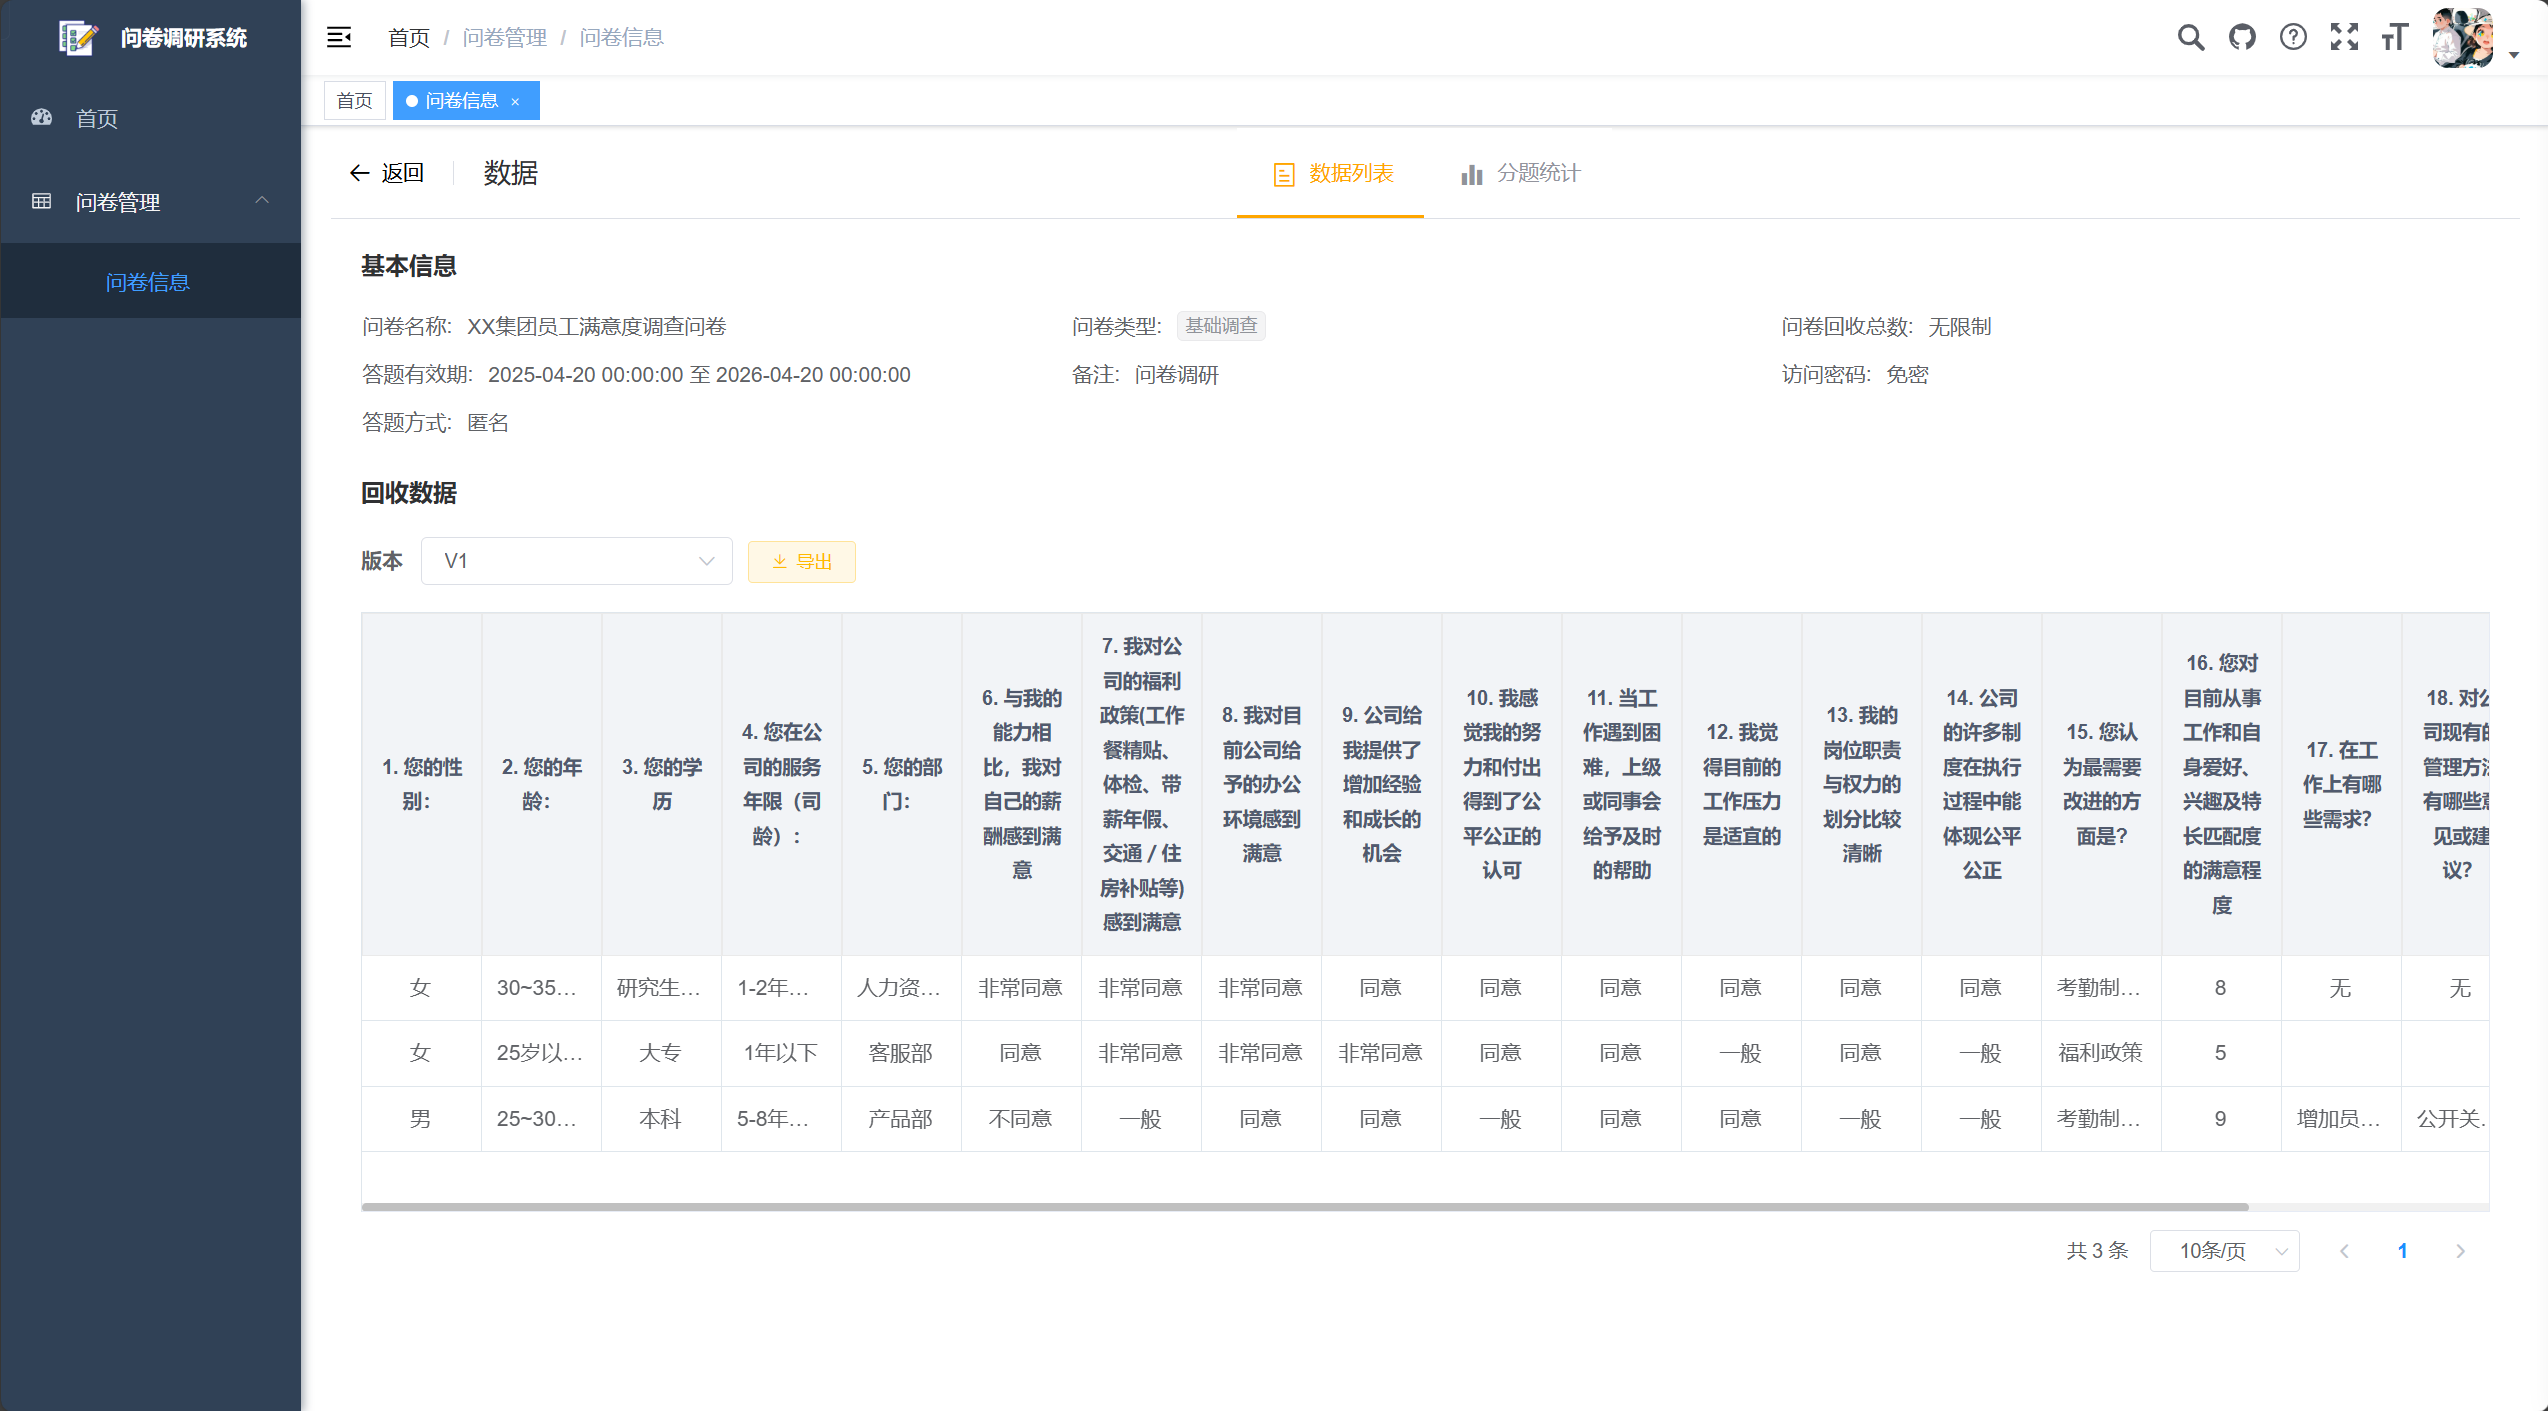 问卷调研系统
首页
问卷管理
问卷信息
首页 / 问卷管理 / 问卷信息
首页
问卷信息 ×
返回
数据
数据列表
分题统计
基本信息
问卷名称: XX集团员工满意度调查问卷
问卷类型: 基础调查
问卷回收总数: 无限制
答题有效期: 2025-04-20 00:00:00 至 2026-04-20 00:00:00
备注: 问卷调研
访问密码: 免密
答题方式: 匿名
回收数据
版本 V1 导出
1. 您的性
别:
2. 您的年
龄:
3. 您的学
历
4. 您在公
司的服务
年限（司
龄）:
5. 您的部
门:
6. 与我的
能力相
比，我对
自己的薪
酬感到满
意
7. 我对公
司的福利
政策(工作
餐精贴、
体检、带
薪年假、
交通 / 住
房补贴等)
感到满意
8. 我对目
前公司给
予的办公
环境感到
满意
9. 公司给
我提供了
增加经验
和成长的
机会
10. 我感
觉我的努
力和付出
得到了公
平公正的
认可
11. 当工
作遇到困
难，上级
或同事会
给予及时
的帮助
12. 我觉
得目前的
工作压力
是适宜的
13. 我的
岗位职责
与权力的
划分比较
清晰
14. 公司
的许多制
度在执行
过程中能
体现公平
公正
15. 您认
为最需要
改进的方
面是?
16. 您对
目前从事
工作和自
身爱好、
兴趣及特
长匹配度
的满意程
度
17. 在工
作上有哪
些需求?
18. 对公
司现有的
管理方法
有哪些意
见或建
议?
女 30~35... 研究生... 1-2年... 人力资... 非常同意 非常同意 非常同意 同意 同意 同意 同意 同意 同意 考勤制... 8 无 无
女 25岁以... 大专 1年以下 客服部 同意 非常同意 非常同意 非常同意 同意 同意 一般 同意 一般 福利政策 5
男 25~30... 本科 5-8年... 产品部 不同意 一般 同意 同意 一般 同意 同意 一般 一般 考勤制... 9 增加员... 公开关..
共 3 条 10条/页 1